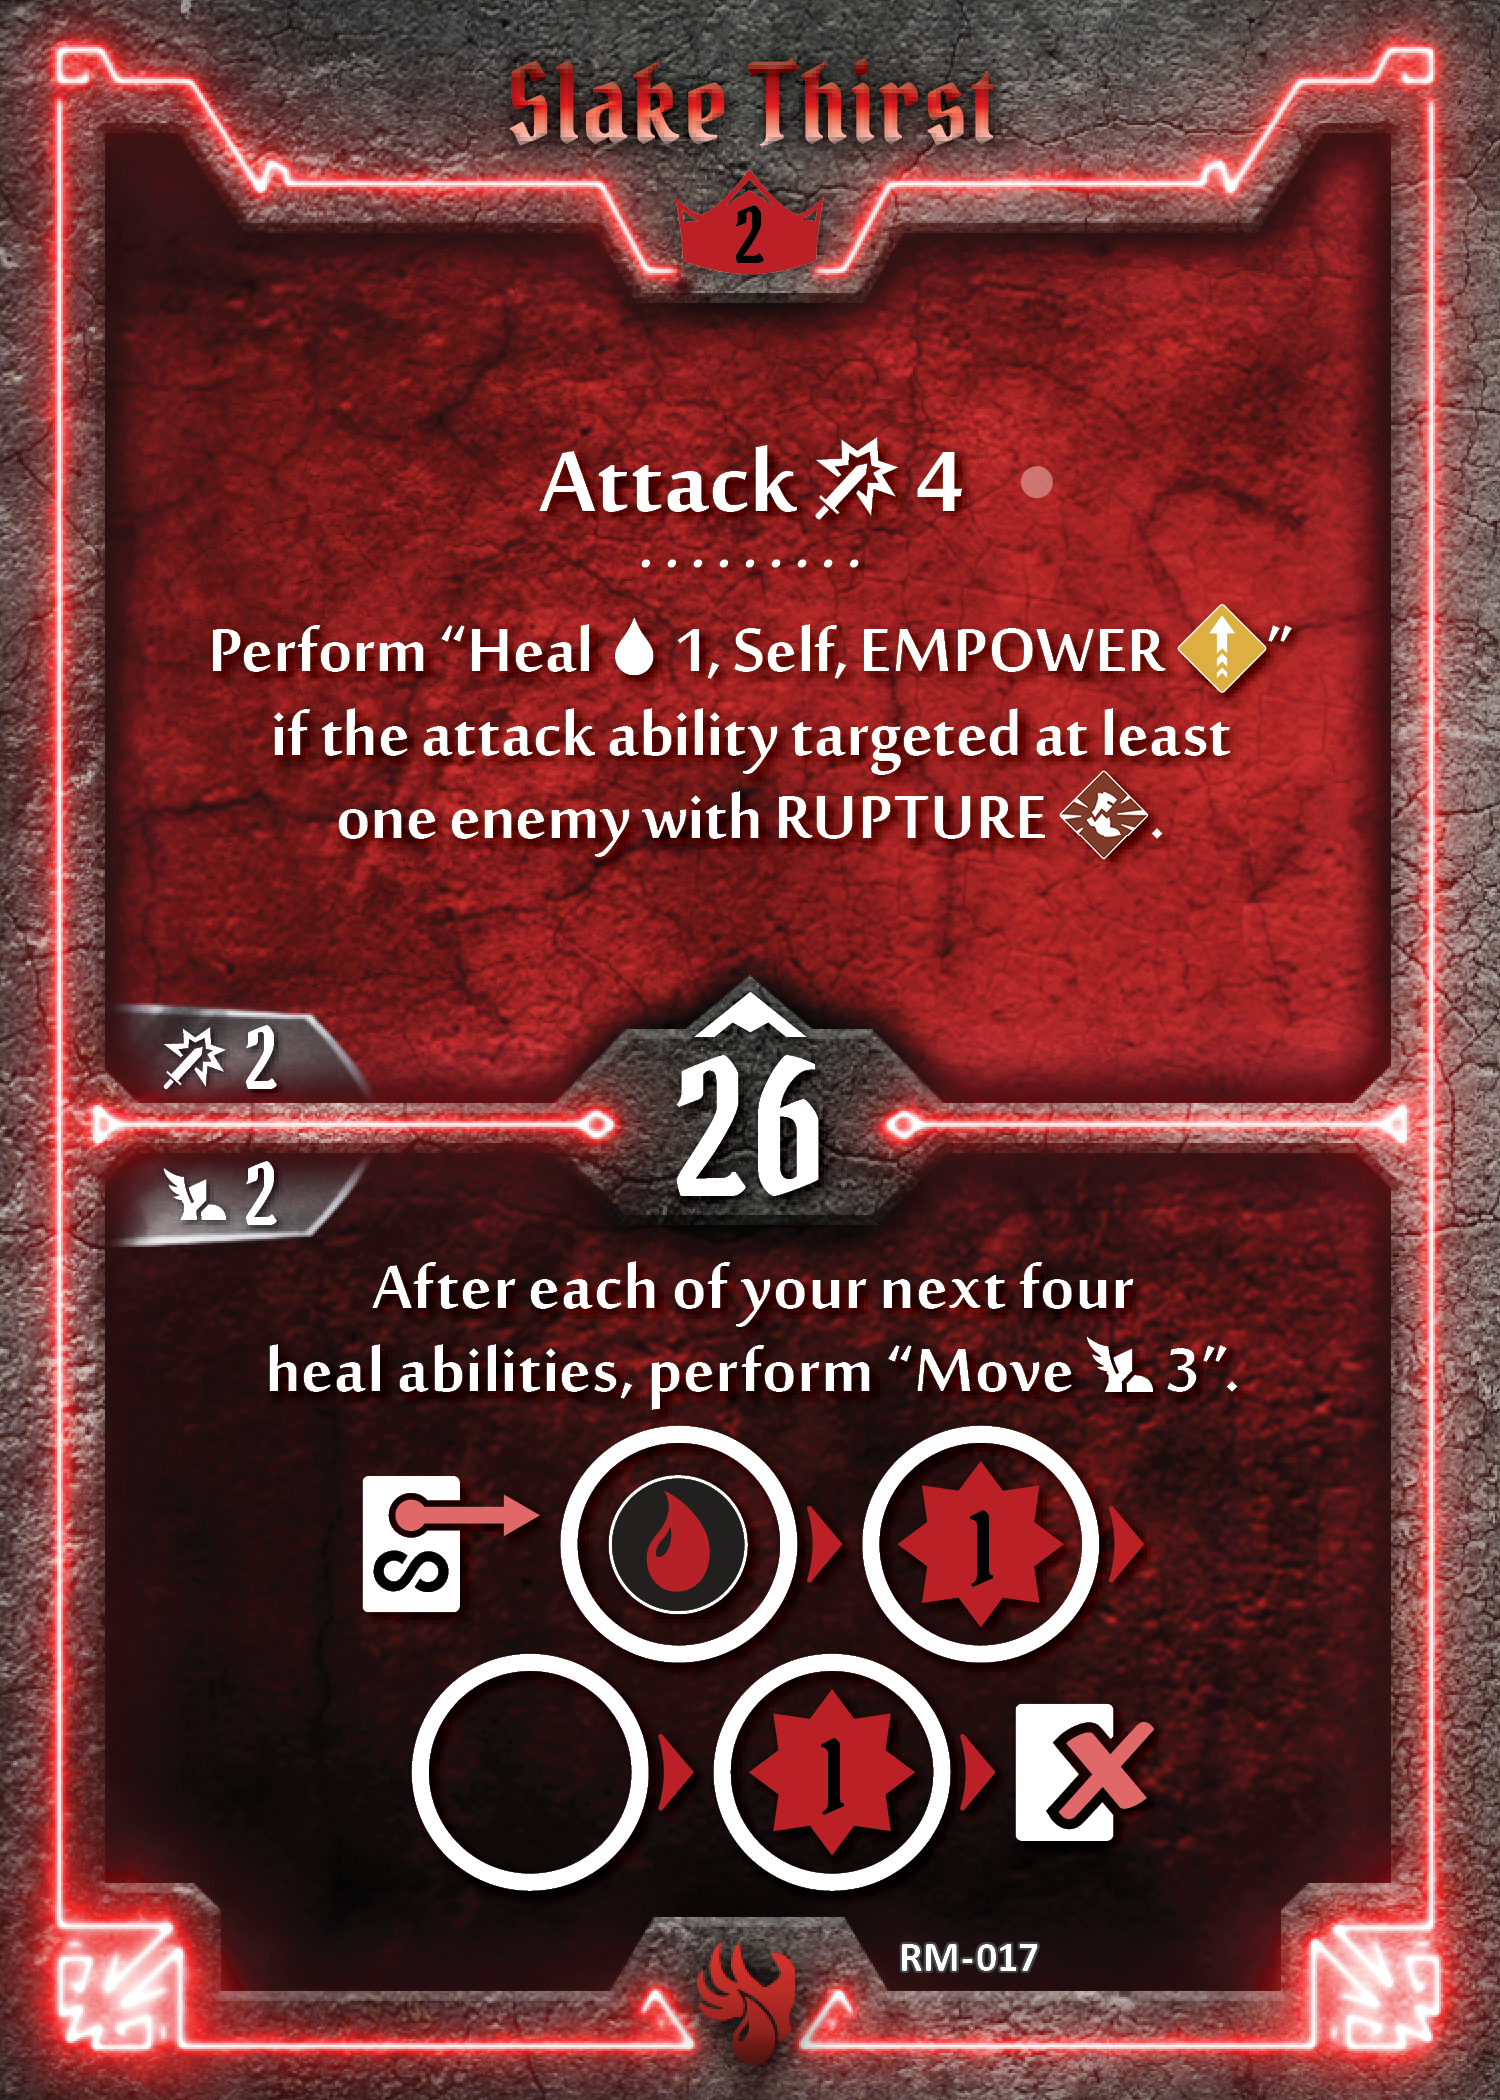 Slake Thirst
2
Attack 4
.........
Perform “Heal 1, Self, EMPOWER ”
if the attack ability targeted at least
one enemy with RUPTURE .
2
26
2
After each of your next four
heal abilities, perform “Move 3”.
1
1
RM-017